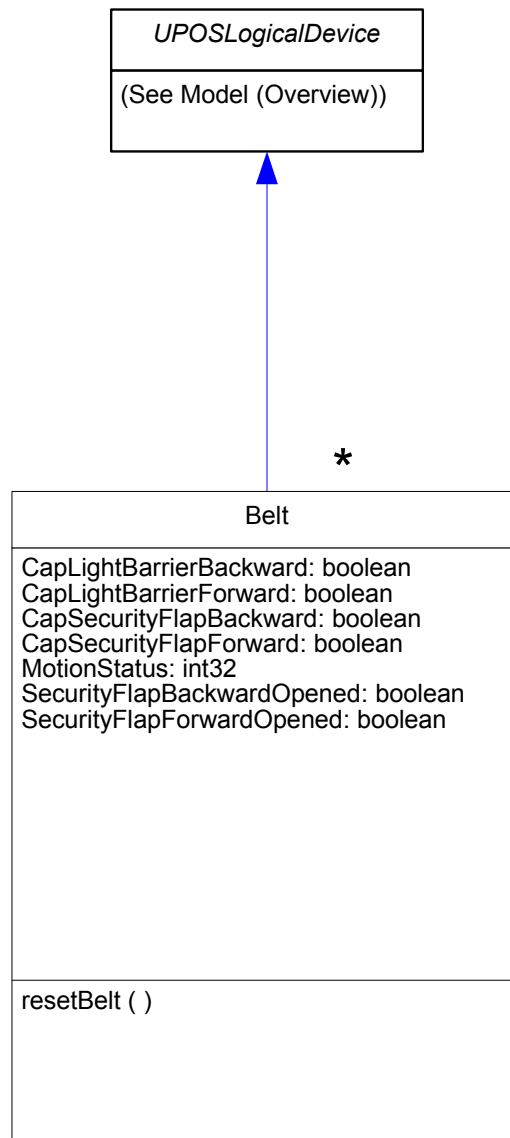 UPOSLogicalDevice
(See Model (Overview))
*
Belt
CapLightBarrierBackward: boolean
CapLightBarrierForward: boolean
CapSecurityFlapBackward: boolean
CapSecurityFlapForward: boolean
MotionStatus: int32
SecurityFlapBackwardOpened: boolean
SecurityFlapForwardOpened: boolean
resetBelt ( )